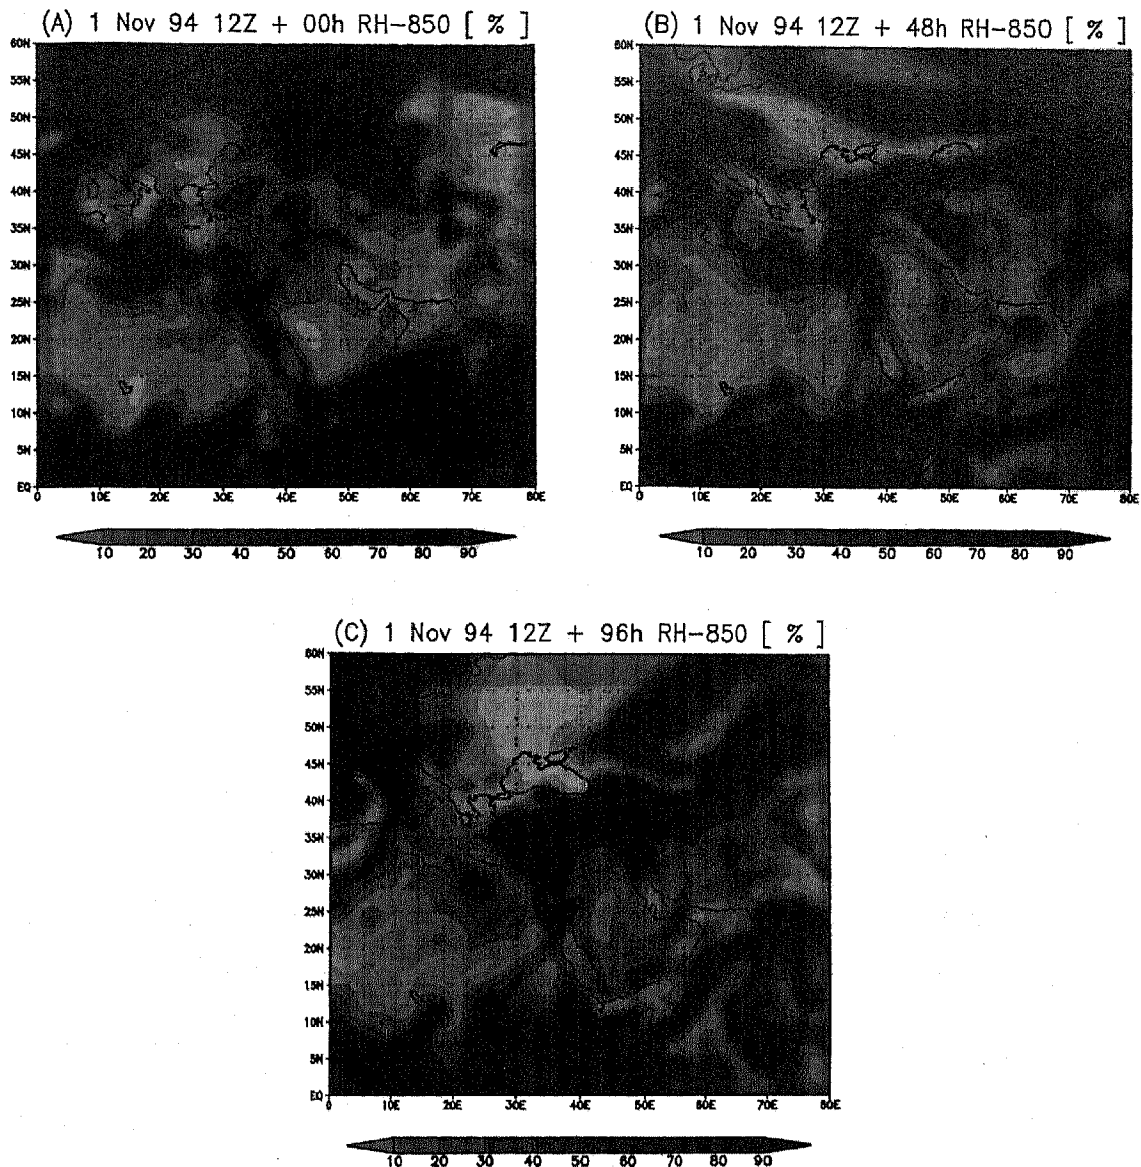 (A) 1 Nov 94 12Z + 00h RH-850 [ % ]
60N
55N
50N
45N
40N
35N
30N
25N
20N
15N
10N
5N
EQ
0 10E 20E 30E 40E 50E 60E 70E 80E
10 20 30 40 50 60 70 80 90
(B) 1 Nov 94 12Z + 48h RH-850 [ % ]
60N
55N
50N
45N
40N
35N
30N
25N
20N
15N
10N
5N
EQ
0 10E 20E 30E 40E 50E 60E 70E 80E
10 20 30 40 50 60 70 80 90
(C) 1 Nov 94 12Z + 96h RH-850 [ % ]
60N
55N
50N
45N
40N
35N
30N
25N
20N
15N
10N
5N
EQ
0 10E 20E 30E 40E 50E 60E 70E 80E
10 20 30 40 50 60 70 80 90